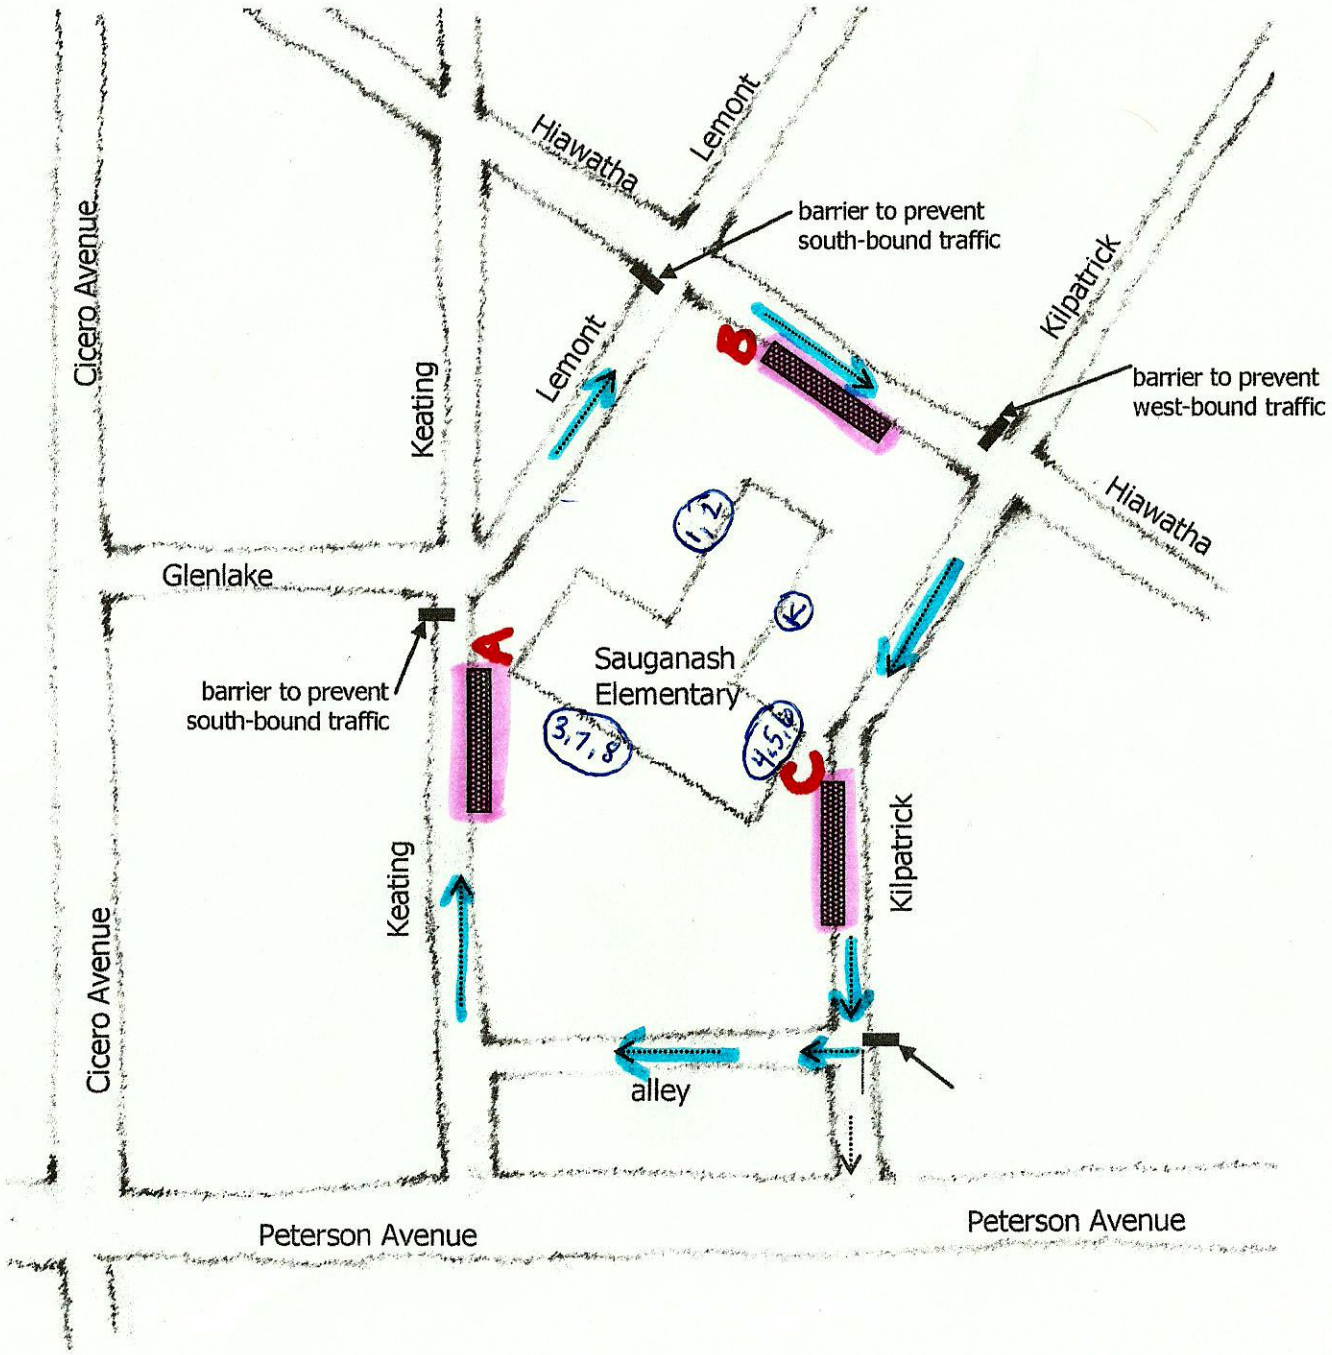 Hiawatha
Lemont
barrier to prevent
south-bound traffic
Cicero Avenue
Kilpatrick
B
Lemont
Keating
barrier to prevent
west-bound traffic
Hiawatha
1, 2
Glenlake
K
A
Sauganash
Elementary
barrier to prevent
south-bound traffic
3, 7, 8
4, 5, 6
C
Keating
Kilpatrick
Cicero Avenue
alley
Peterson Avenue
Peterson Avenue